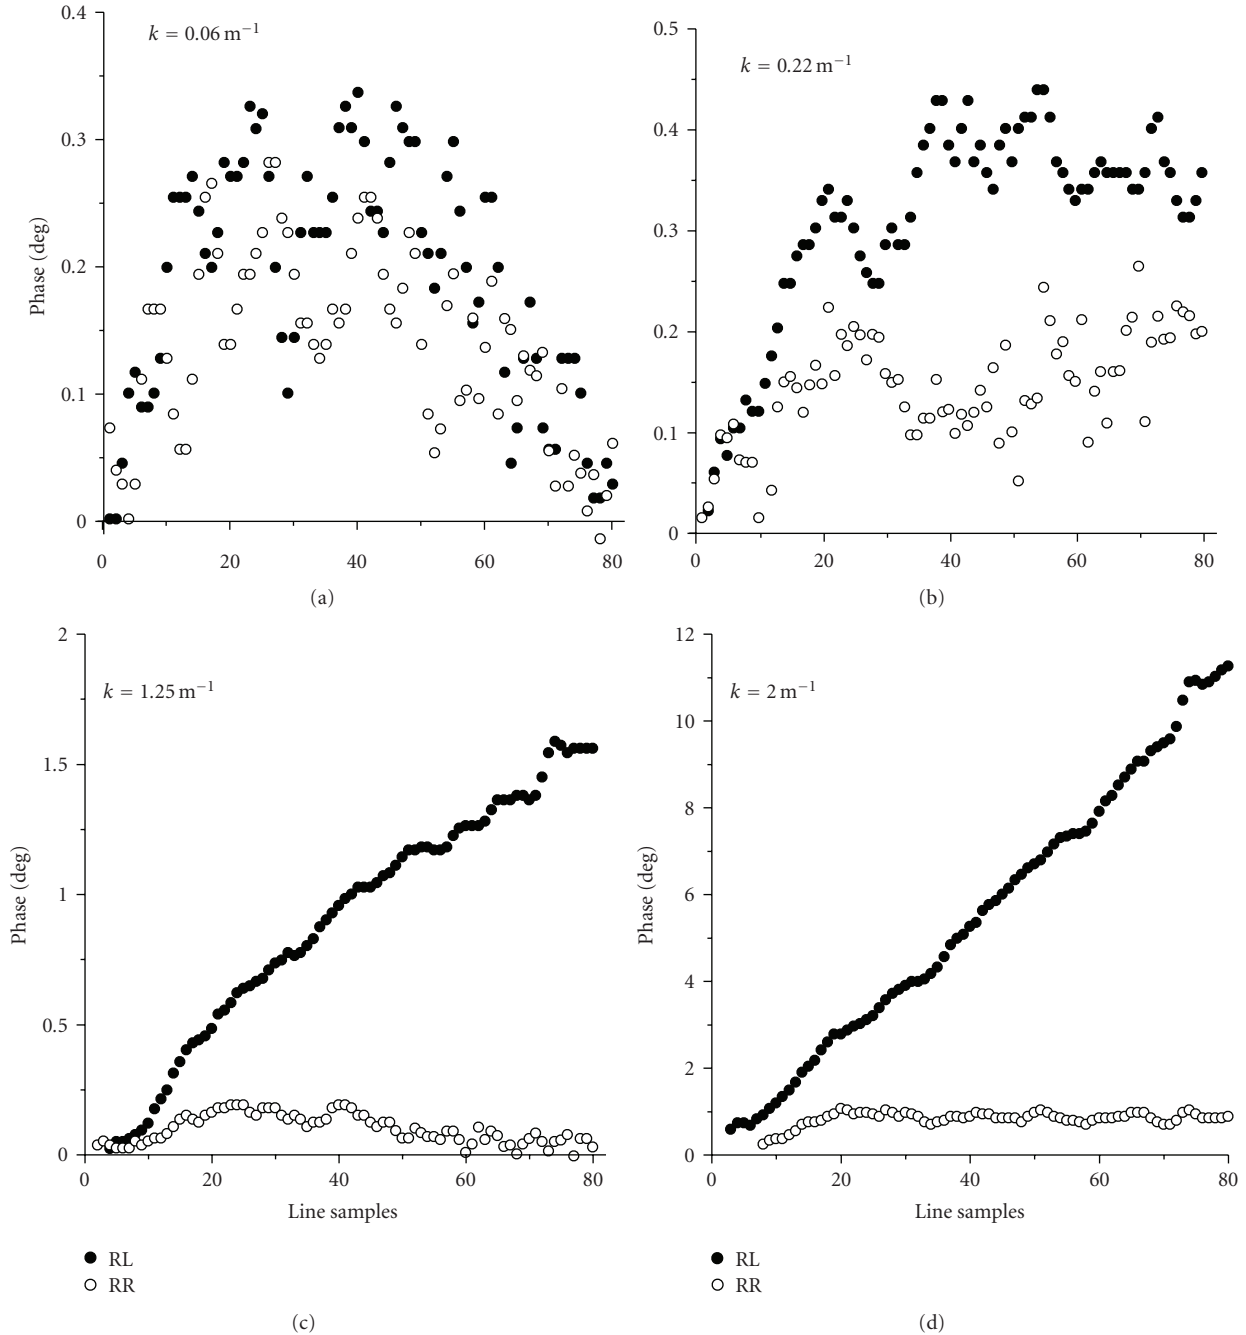 k = 0.06 m⁻¹
0.4
0.3
0.2
0.1
0
Phase (deg)
0 20 40 60 80
(a)
k = 0.22 m⁻¹
0.5
0.4
0.3
0.2
0.1
0
0 20 40 60 80
(b)
k = 1.25 m⁻¹
2
1.5
1
0.5
0
Phase (deg)
0 20 40 60 80
Line samples
RL
RR
(c)
k = 2 m⁻¹
12
10
8
6
4
2
0
Phase (deg)
0 20 40 60 80
Line samples
RL
RR
(d)